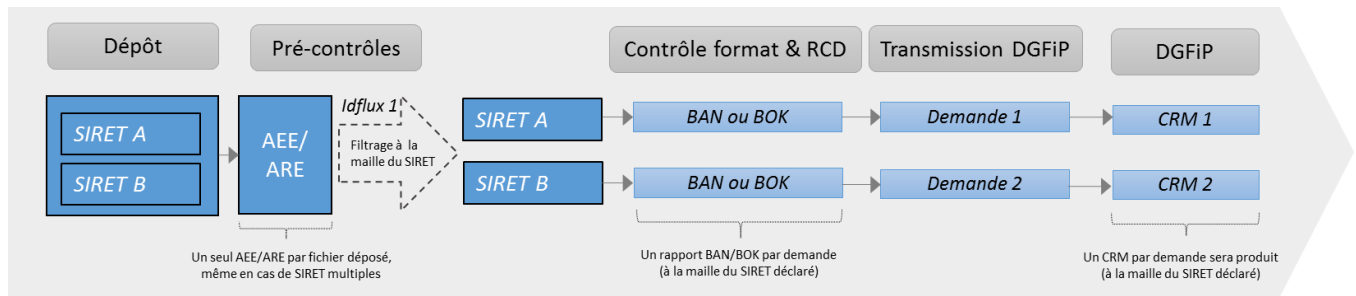 Dépôt
Pré-contrôles
Contrôle format & RCD
Transmission DGFiP
DGFiP
SIRET A
SIRET B
AEE/
ARE
Idflux 1
Filtrage à la
maille du SIRET
SIRET A
BAN ou BOK
Demande 1
CRM 1
SIRET B
BAN ou BOK
Demande 2
CRM 2
Un seul AEE/ARE par fichier déposé,
même en cas de SIRET multiples
Un rapport BAN/BOK par demande
(à la maille du SIRET déclaré)
Un CRM par demande sera produit
(à la maille du SIRET déclaré)